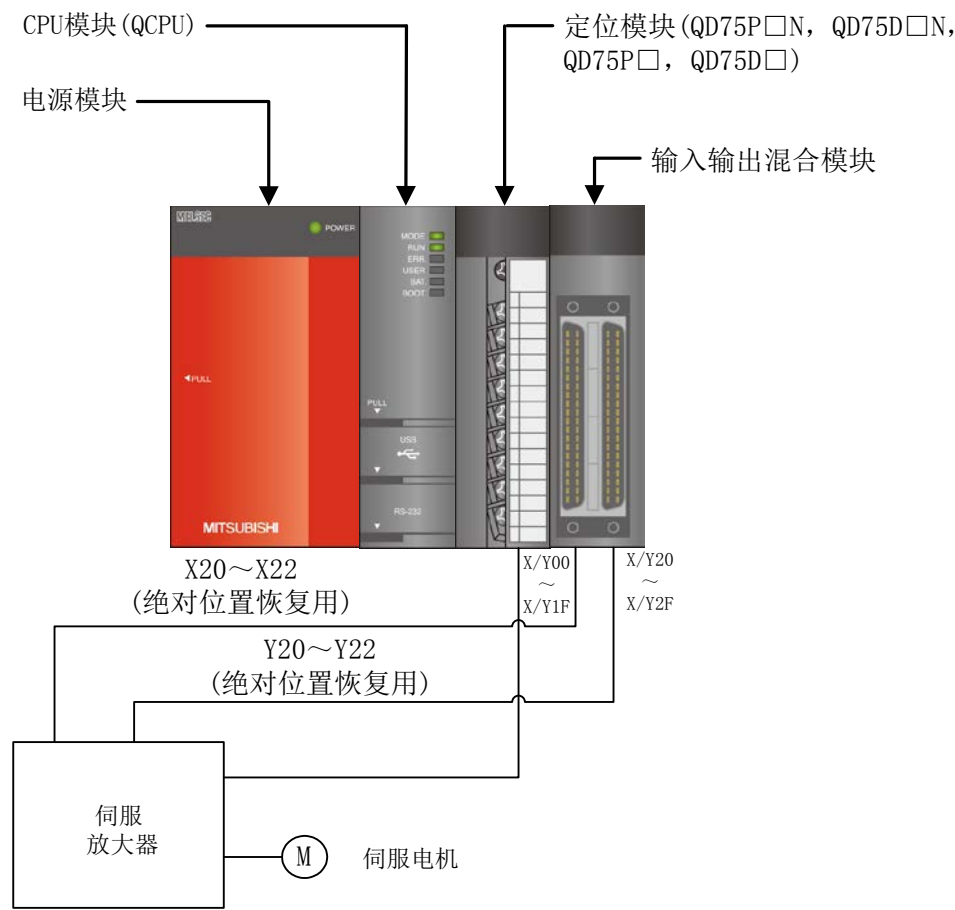 CPU模块(QCPU)
定位模块(QD75P□N, QD75D□N,
QD75P□, QD75D□)
电源模块
输入输出混合模块
MELSEC
POWER
MODE
RUN
ERR.
USER
BAT.
BOOT
◀PULL
PULL
▼
USB
▼
RS-232
▼
MITSUBISHI
X20～X22
(绝对位置恢复用)
X/Y00
～
X/Y1F
X/Y20
～
X/Y2F
Y20～Y22
(绝对位置恢复用)
伺服
放大器
M
伺服电机